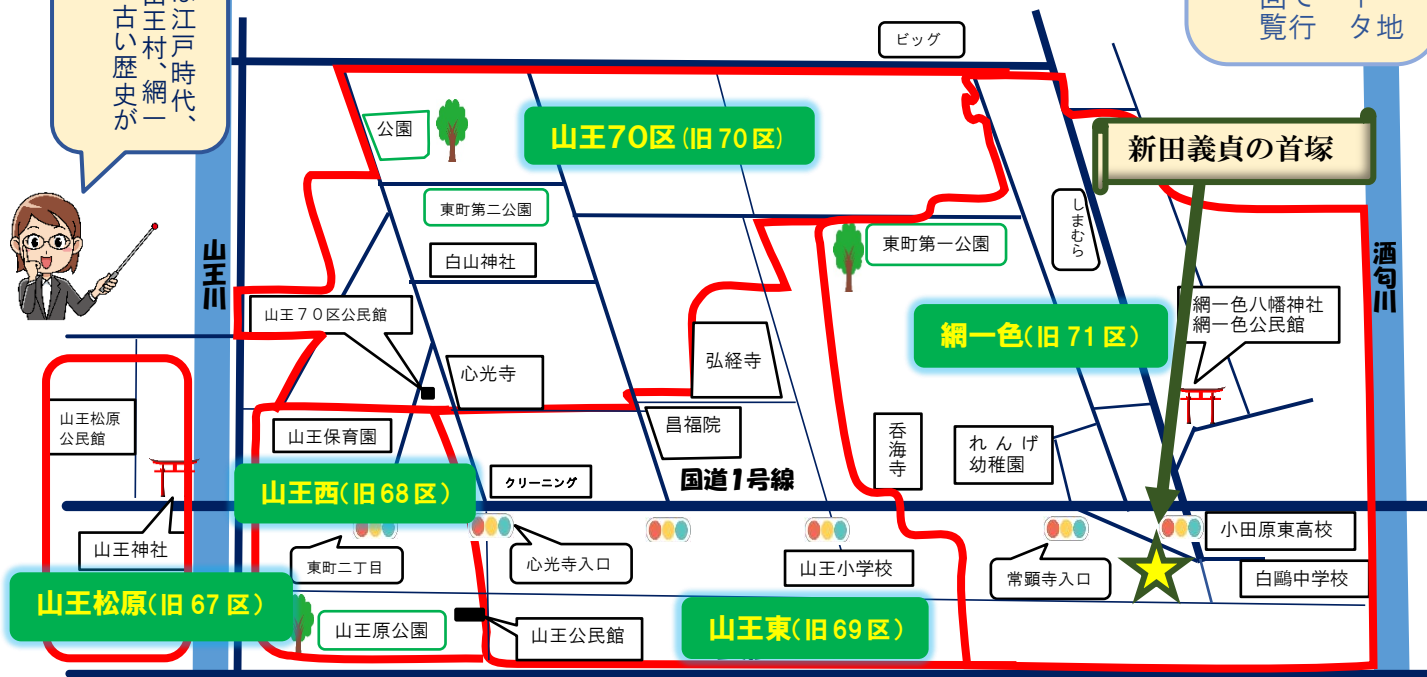 は江戸時代、
山王村、網一
古い歴史が
地
タ
行
覧
ビッグ
公園
山王70区(旧70区)
新田義貞の首塚
東町第二公園
しまむら
東町第一公園
白山神社
山王川
酒匂川
山王70区公民館
網一色八幡神社
網一色公民館
網一色(旧71区)
弘経寺
心光寺
山王松原
公民館
山王保育園
昌福院
呑海寺
れんげ
幼稚園
山王西(旧68区)
クリーニング
国道1号線
山王神社
東町二丁目
心光寺入口
山王小学校
常顕寺入口
小田原東高校
白鷗中学校
山王松原(旧67区)
山王原公園
山王公民館
山王東(旧69区)